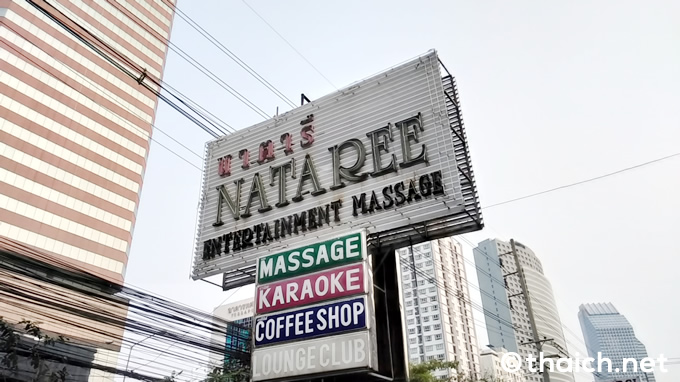 นาตารี
NATAREE
ENTERTAINMENT MASSAGE
MASSAGE
KARAOKE
COFFEE SHOP
LOUNGE CLUB
© thaich.net